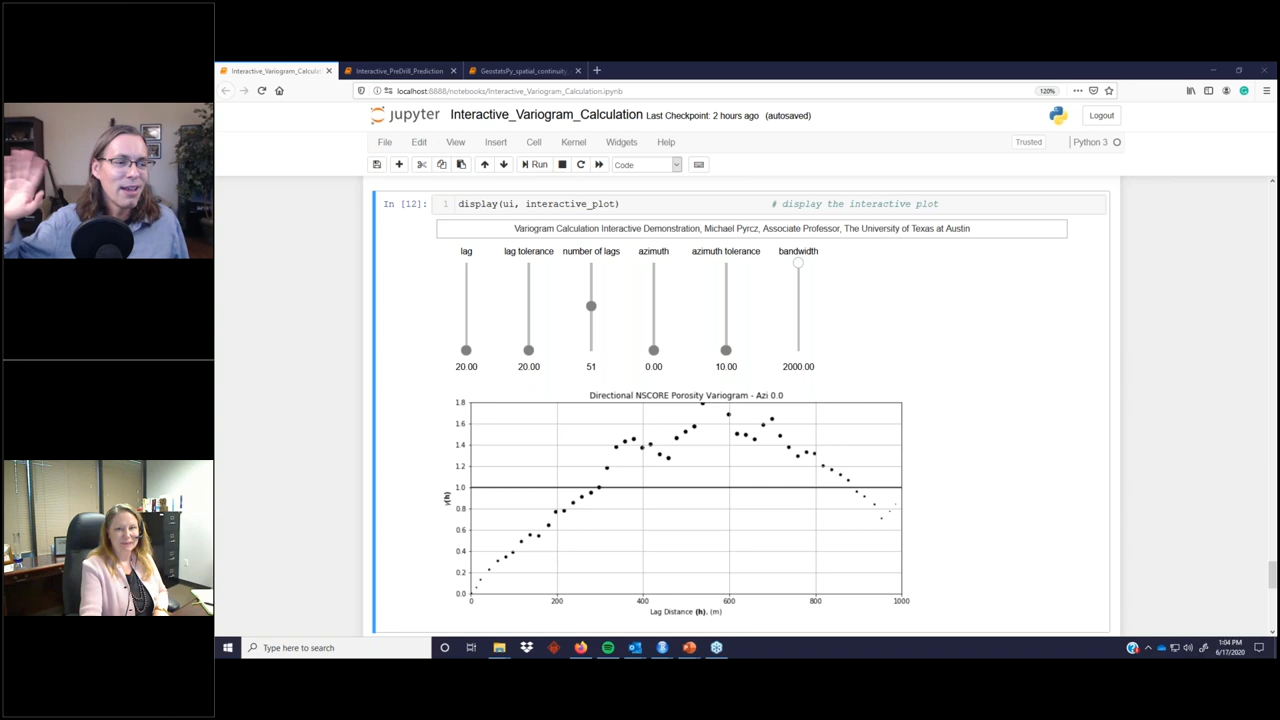 Interactive_Variogram_Calculat
Interactive_PreDrill_Prediction
GeostatsPy_spatial_continuity_
localhost:8888/notebooks/Interactive_Variogram_Calculation.ipynb
120%
jupyter Interactive_Variogram_Calculation Last Checkpoint: 2 hours ago (autosaved)
Logout
File Edit View Insert Cell Kernel Widgets Help
Trusted
Python 3
Run
Code
In [12]: 1 display(ui, interactive_plot) # display the interactive plot
Variogram Calculation Interactive Demonstration, Michael Pyrcz, Associate Professor, The University of Texas at Austin
lag lag tolerance number of lags azimuth azimuth tolerance bandwidth
20.00 20.00 51 0.00 10.00 2000.00
Directional NSCORE Porosity Variogram - Azi 0.0
1.8
1.6
1.4
1.2
1.0
0.8
0.6
0.4
0.2
0.0
γ(h)
0 200 400 600 800 1000
Lag Distance (h), (m)
Type here to search
1:04 PM
6/17/2020